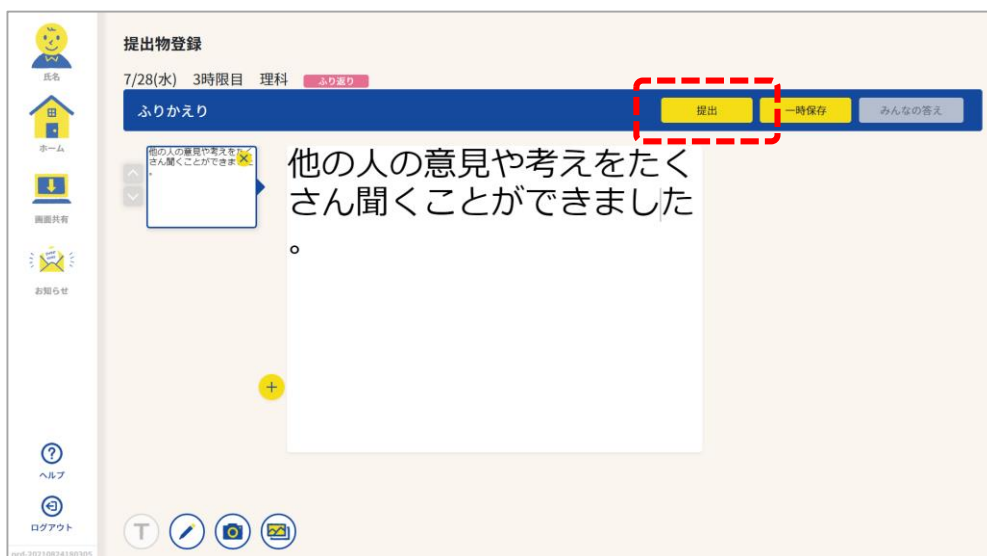 提出物登録
7/28(水) 3時限目 理科 ふり返り
ふりかえり 提出 一時保存 みんなの答え
氏名
ホーム
画面共有
お知らせ
他の人の意見や考えをたく
さん聞くことができまし
。
他の人の意見や考えをたく
さん聞くことができました
。
ヘルプ
ログアウト
T